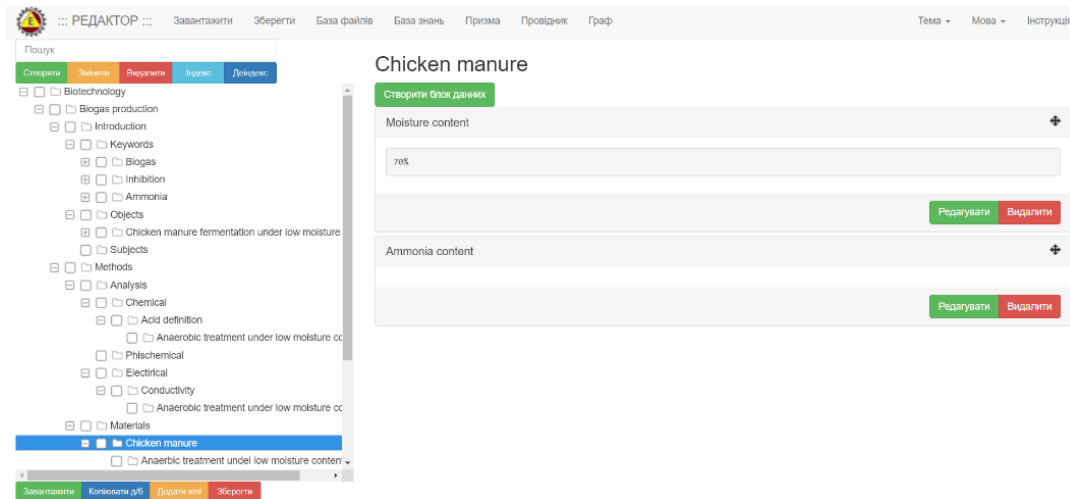 E ::: РЕДАКТОР ::: Завантажити Зберегти База файлів База знань Призма Провідник Граф Тема Мова Інструкція
Пошук
Створити Змінити Видалити Індекс Деіндекс
Biotechnology
Biogas production
Introduction
Keywords
Biogas
Inhibition
Ammonia
Objects
Chicken manure fermentation under low moisture
Subjects
Methods
Analysis
Chemical
Acid definition
Anaerobic treatment under low moisture cc
Phischemical
Electirical
Conductivity
Anaerobic treatment under low moisture cc
Materials
Chicken manure
Anaerbic treatment undel low moisture conten
Завантажити Копіювати д/б Додати xml Зберегти
Chicken manure
Створити блок данних
Moisture content
70%
Редагувати Видалити
Ammonia content
Редагувати Видалити